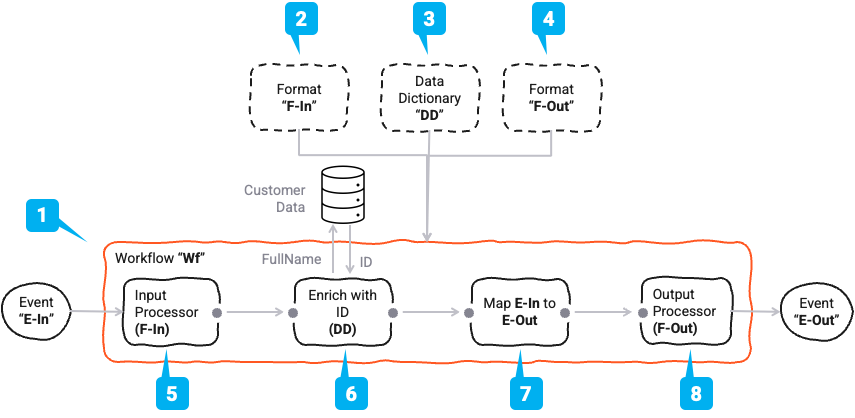 2
3
4
Format
“F-In”
Data
Dictionary
“DD”
Format
“F-Out”
Customer
Data
1
FullName
ID
Workflow “Wf”
Event
“E-In”
Input
Processor
(F-In)
Enrich with
ID
(DD)
Map E-In to
E-Out
Output
Processor
(F-Out)
Event
“E-Out”
5
6
7
8